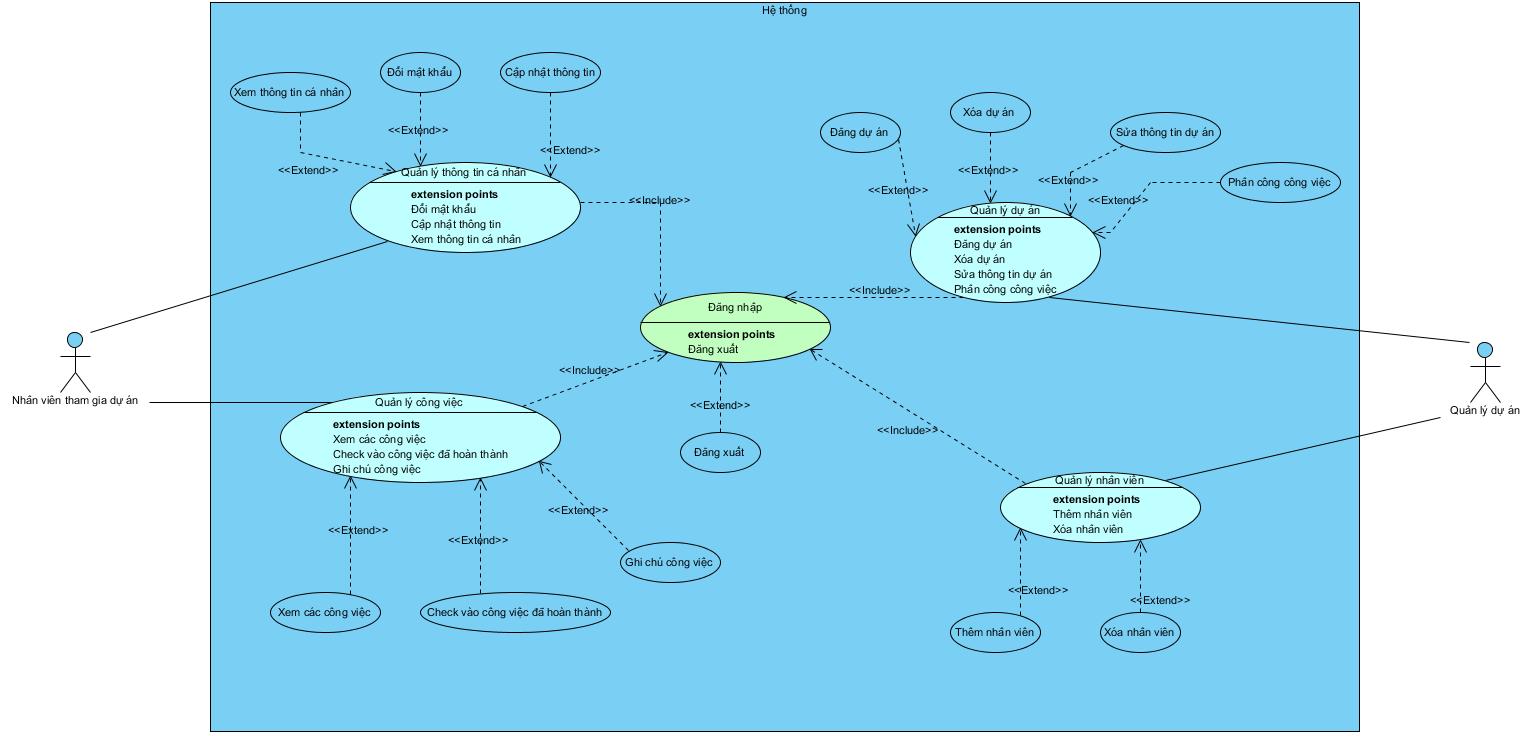 Hệ thống
Xem thông tin cá nhân
Đổi mật khẩu
Cập nhật thông tin
<<Extend>>
<<Extend>>
<<Extend>>
Quản lý thông tin cá nhân
extension points
Đổi mật khẩu
Cập nhật thông tin
Xem thông tin cá nhân
<<Include>>
Đăng dự án
Xóa dự án
Sửa thông tin dự án
Phân công công việc
<<Extend>>
<<Extend>>
<<Extend>>
<<Extend>>
Quản lý dự án
extension points
Đăng dự án
Xóa dự án
Sửa thông tin dự án
Phân công công việc
<<Include>>
Đăng nhập
extension points
Đăng xuất
Nhân viên tham gia dự án
Quản lý dự án
<<Include>>
Quản lý công việc
extension points
Xem các công việc
Check vào công việc đã hoàn thành
Ghi chú công việc
<<Extend>>
Đăng xuất
<<Include>>
Quản lý nhân viên
extension points
Thêm nhân viên
Xóa nhân viên
<<Extend>>
<<Extend>>
<<Extend>>
Ghi chú công việc
Xem các công việc
Check vào công việc đã hoàn thành
<<Extend>>
<<Extend>>
Thêm nhân viên
Xóa nhân viên